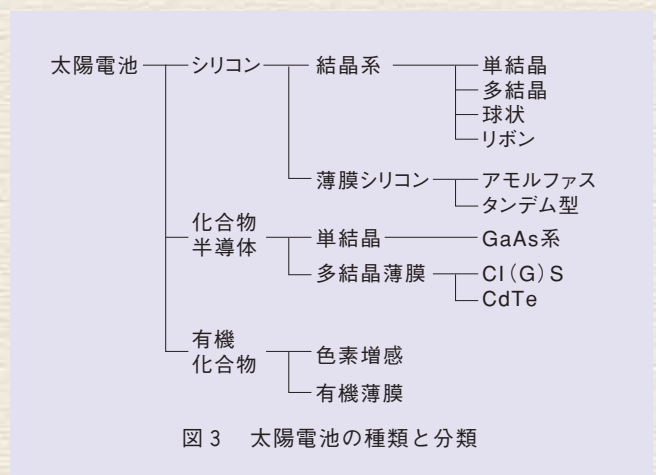 太陽電池 シリコン 結晶系 単結晶
多結晶
球状
リボン
薄膜シリコン アモルファス
タンデム型
化合物
半導体 単結晶 GaAs系
多結晶薄膜 CI(G)S
CdTe
有機
化合物 色素増感
有機薄膜
図3 太陽電池の種類と分類